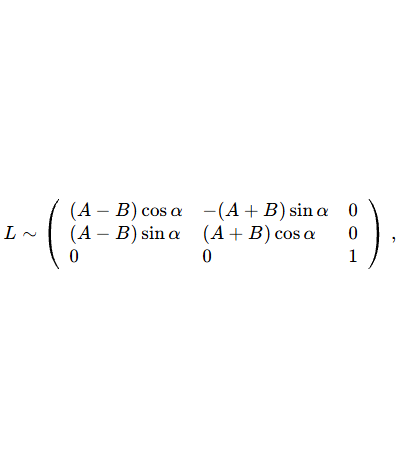 L ∼ ( (A − B) cos α   −(A + B) sin α   0
(A − B) sin α   (A + B) cos α   0
0   0   1 ) ,